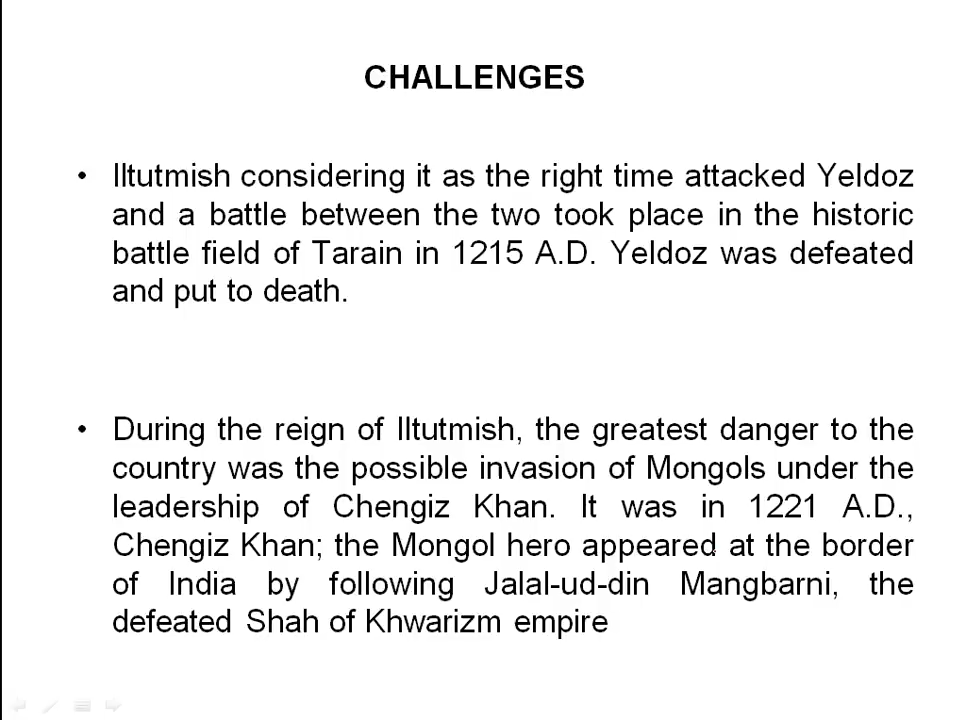 CHALLENGES
• Iltutmish considering it as the right time attacked Yeldoz
and a battle between the two took place in the historic
battle field of Tarain in 1215 A.D. Yeldoz was defeated
and put to death.
• During the reign of Iltutmish, the greatest danger to the
country was the possible invasion of Mongols under the
leadership of Chengiz Khan. It was in 1221 A.D.,
Chengiz Khan; the Mongol hero appeared at the border
of India by following Jalal-ud-din Mangbarni, the
defeated Shah of Khwarizm empire